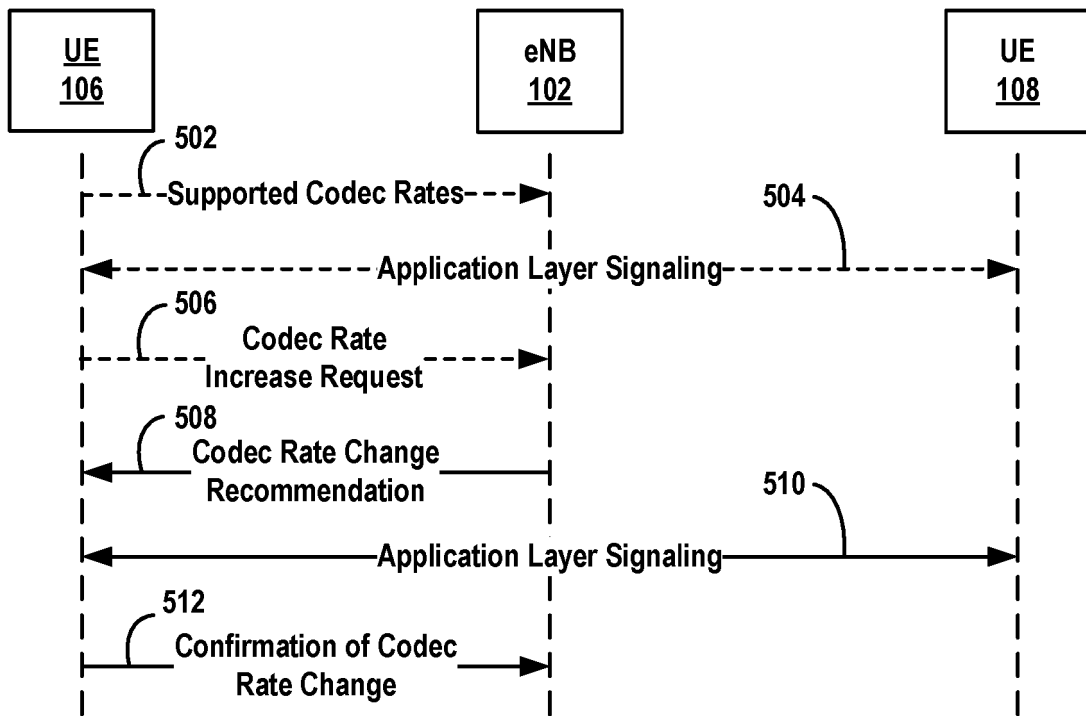 UE
106
eNB
102
UE
108
502
Supported Codec Rates
504
Application Layer Signaling
506
Codec Rate
Increase Request
508
Codec Rate Change
Recommendation
510
Application Layer Signaling
512
Confirmation of Codec
Rate Change